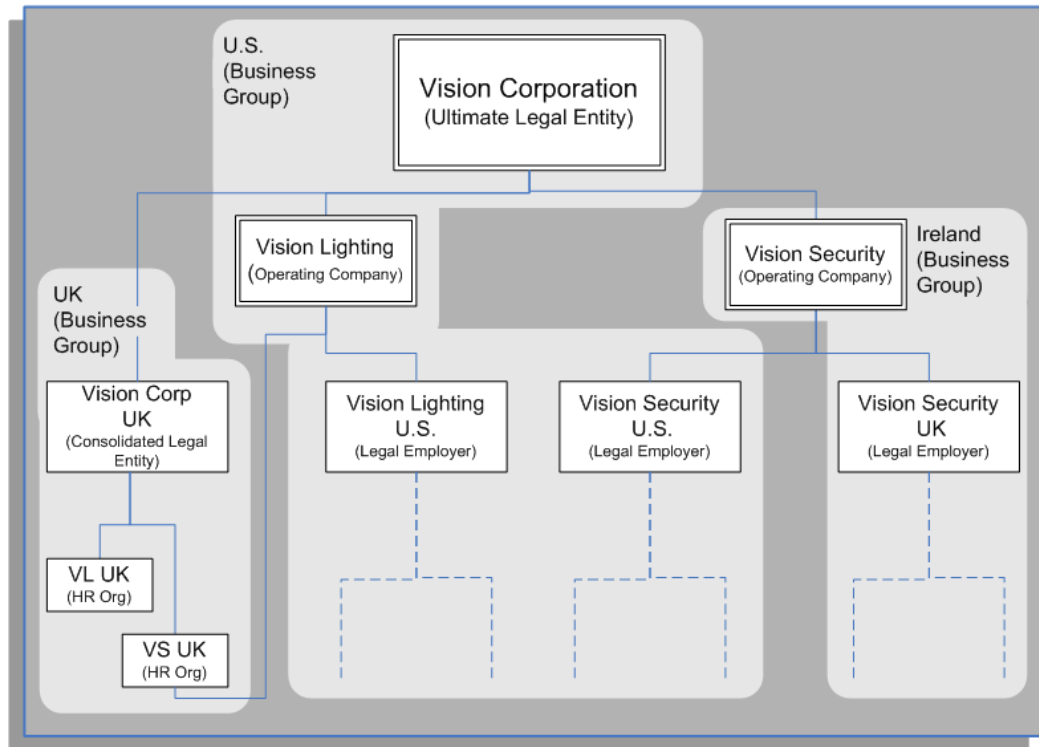 U.S.
(Business
Group)
Vision Corporation
(Ultimate Legal Entity)
Vision Lighting
(Operating Company)
Vision Security
(Operating Company)
Ireland
(Business
Group)
UK
(Business
Group)
Vision Corp
UK
(Consolidated Legal
Entity)
Vision Lighting
U.S.
(Legal Employer)
Vision Security
U.S.
(Legal Employer)
Vision Security
UK
(Legal Employer)
VL UK
(HR Org)
VS UK
(HR Org)